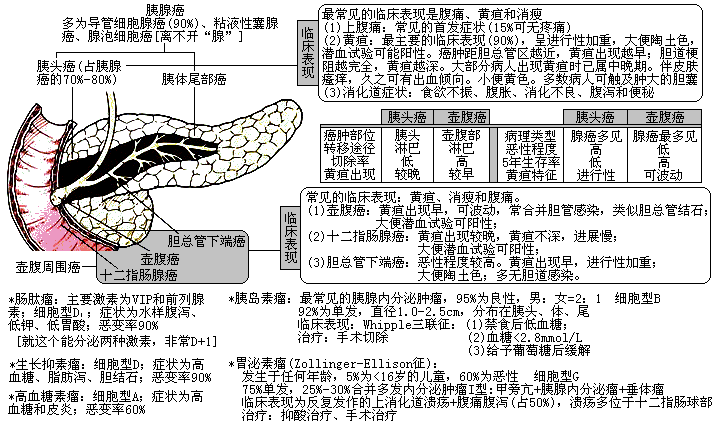 胰腺癌
多为导管细胞腺癌(90%)、粘液性囊腺
癌、腺泡细胞癌[离不开“腺”]
胰头癌(占胰腺
癌的70%-80%)
胰体尾部癌
临床表现
最常见的临床表现是腹痛、黄疸和消瘦
(1)上腹痛：常见的首发症状(15%可无疼痛)
(2)黄疸：最主要的临床表现(90%)，呈进行性加重，大便陶土色，
潜血试验可能阳性。癌肿距胆总管区越近，黄疸出现越早；胆道梗
阻越完全，黄疸越深。大部分病人出现黄疸时已属中晚期。伴皮肤
瘙痒，久之可有出血倾向。小便黄色。多数病人可触及肿大的胆囊
(3)消化道症状：食欲不振、腹胀、消化不良、腹泻和便秘
胰头癌 壶腹癌 胰头癌 壶腹癌
癌肿部位 胰头 壶腹部 病理类型 腺癌多见 腺癌最多见
转移途径 淋巴 淋巴 恶性程度 高 低
切除率 低 高 5年生存率 低 高
黄疸出现 较晚 较早 黄疸特征 进行性 可波动
临床表现
常见的临床表现：黄疸、消瘦和腹痛。
(1)壶腹癌：黄疸出现早，可波动，常合并胆管感染，类似胆总管结石；
大便潜血试验可阳性；
(2)十二指肠腺癌：黄疸出现较晚，黄疸不深，进展慢；
大便潜血试验可阳性；
(3)胆总管下端癌：恶性程度较高。黄疸出现早，进行性加重；
大便陶土色；多无胆道感染。
胆总管下端癌
壶腹癌
壶腹周围癌
十二指肠腺癌
*肠肽瘤：主要激素为VIP和前列腺
素；细胞型D₁；症状为水样腹泻、
低钾、低胃酸；恶变率90%
[就这个能分泌两种激素，非常D+1]
*生长抑素瘤：细胞型D；症状为高
血糖、脂肪泻、胆结石；恶变率90%
*高血糖素瘤：细胞型A；症状为高
血糖和皮炎；恶变率60%
*胰岛素瘤：最常见的胰腺内分泌肿瘤，95%为良性，男：女=2：1 细胞型B
92%为单发，直径1.0-2.5cm，分布在胰头、体、尾
临床表现：Whipple三联征：(1)禁食后低血糖；
治疗：手术切除 (2)血糖<2.8mmol/L
(3)给予葡萄糖后缓解
*胃泌素瘤(Zollinger-Ellison征)：
发生于任何年龄，5%为<16岁的儿童，60%为恶性 细胞型G
75%单发，25%-30%合并多发内分泌肿瘤I型：甲旁亢+胰腺内分泌瘤+垂体瘤
临床表现为反复发作的上消化道溃疡+腹痛腹泻(占50%)，溃疡多位于十二指肠球部
治疗：抑酸治疗、手术治疗